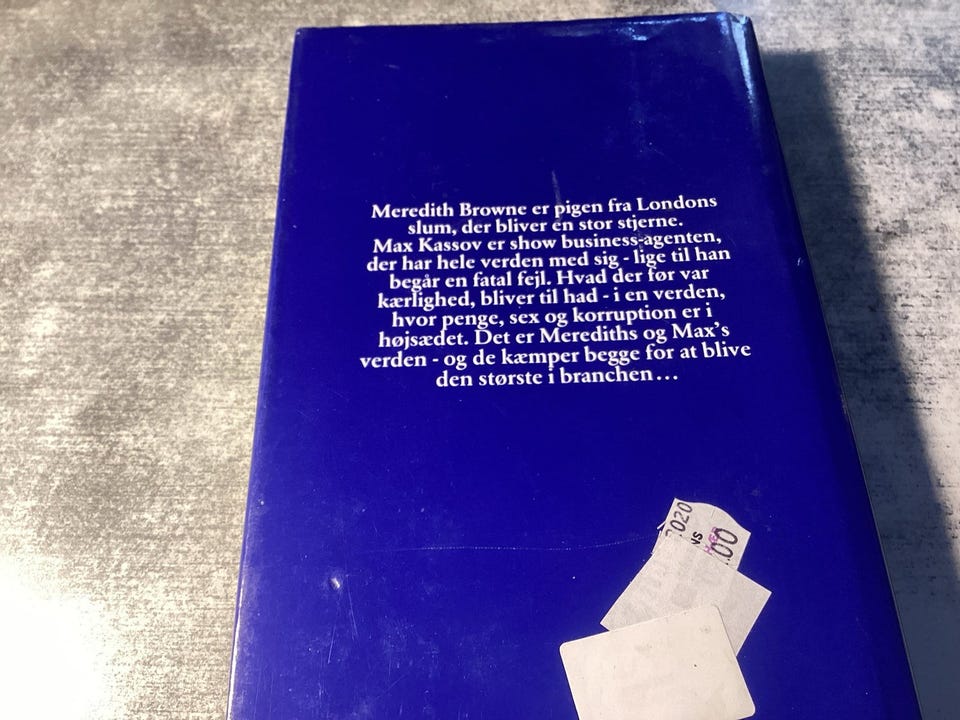 Meredith Browne er pigen fra Londons
slum, der bliver en stor stjerne.
Max Kassov er show business-agenten,
der har hele verden med sig - lige til han
begår en fatal fejl. Hvad der før var
kærlighed, bliver til had - i en verden,
hvor penge, sex og korruption er i
højsædet. Det er Merediths og Max's
verden - og de kæmper begge for at blive
den største i branchen...
2020
NS
.00